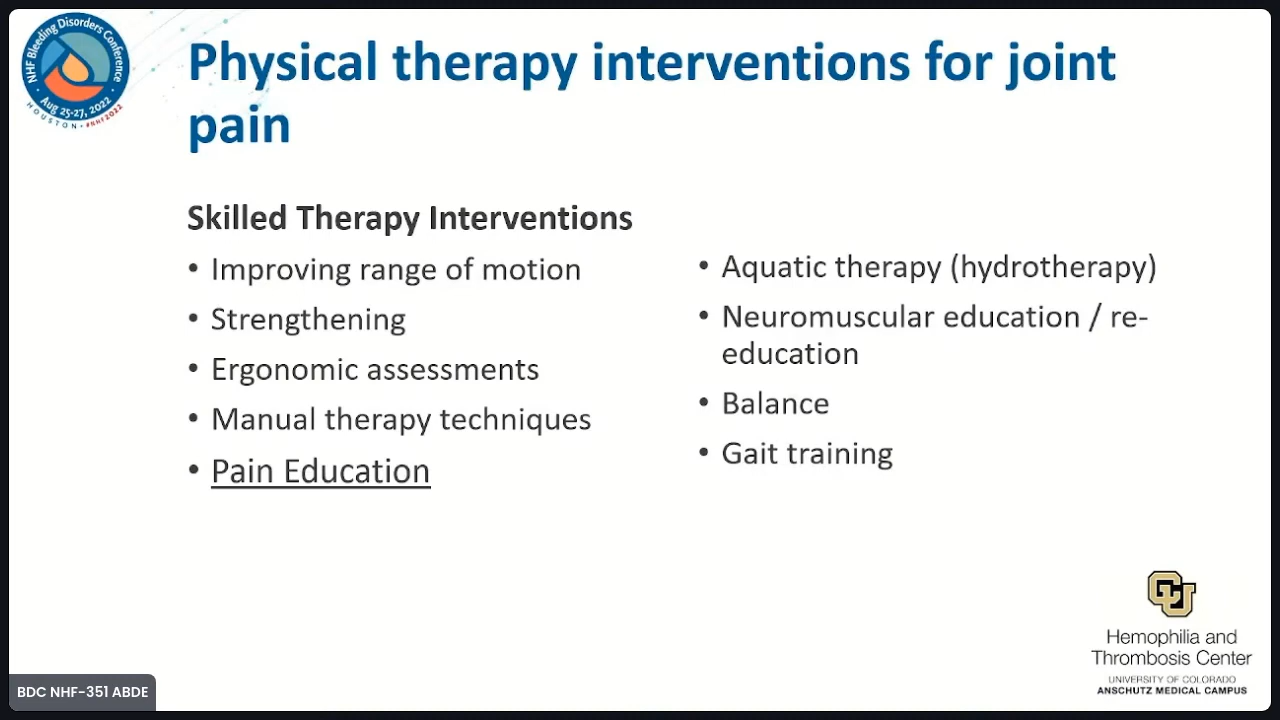 NHF Bleeding Disorders Conference
Aug 25-27, 2022
HOUSTON • #NHF2022
Physical therapy interventions for joint
pain
Skilled Therapy Interventions
• Improving range of motion
• Strengthening
• Ergonomic assessments
• Manual therapy techniques
• Pain Education
• Aquatic therapy (hydrotherapy)
• Neuromuscular education / re-
education
• Balance
• Gait training
CU
Hemophilia and
Thrombosis Center
UNIVERSITY OF COLORADO
ANSCHUTZ MEDICAL CAMPUS
BDC NHF-351 ABDE